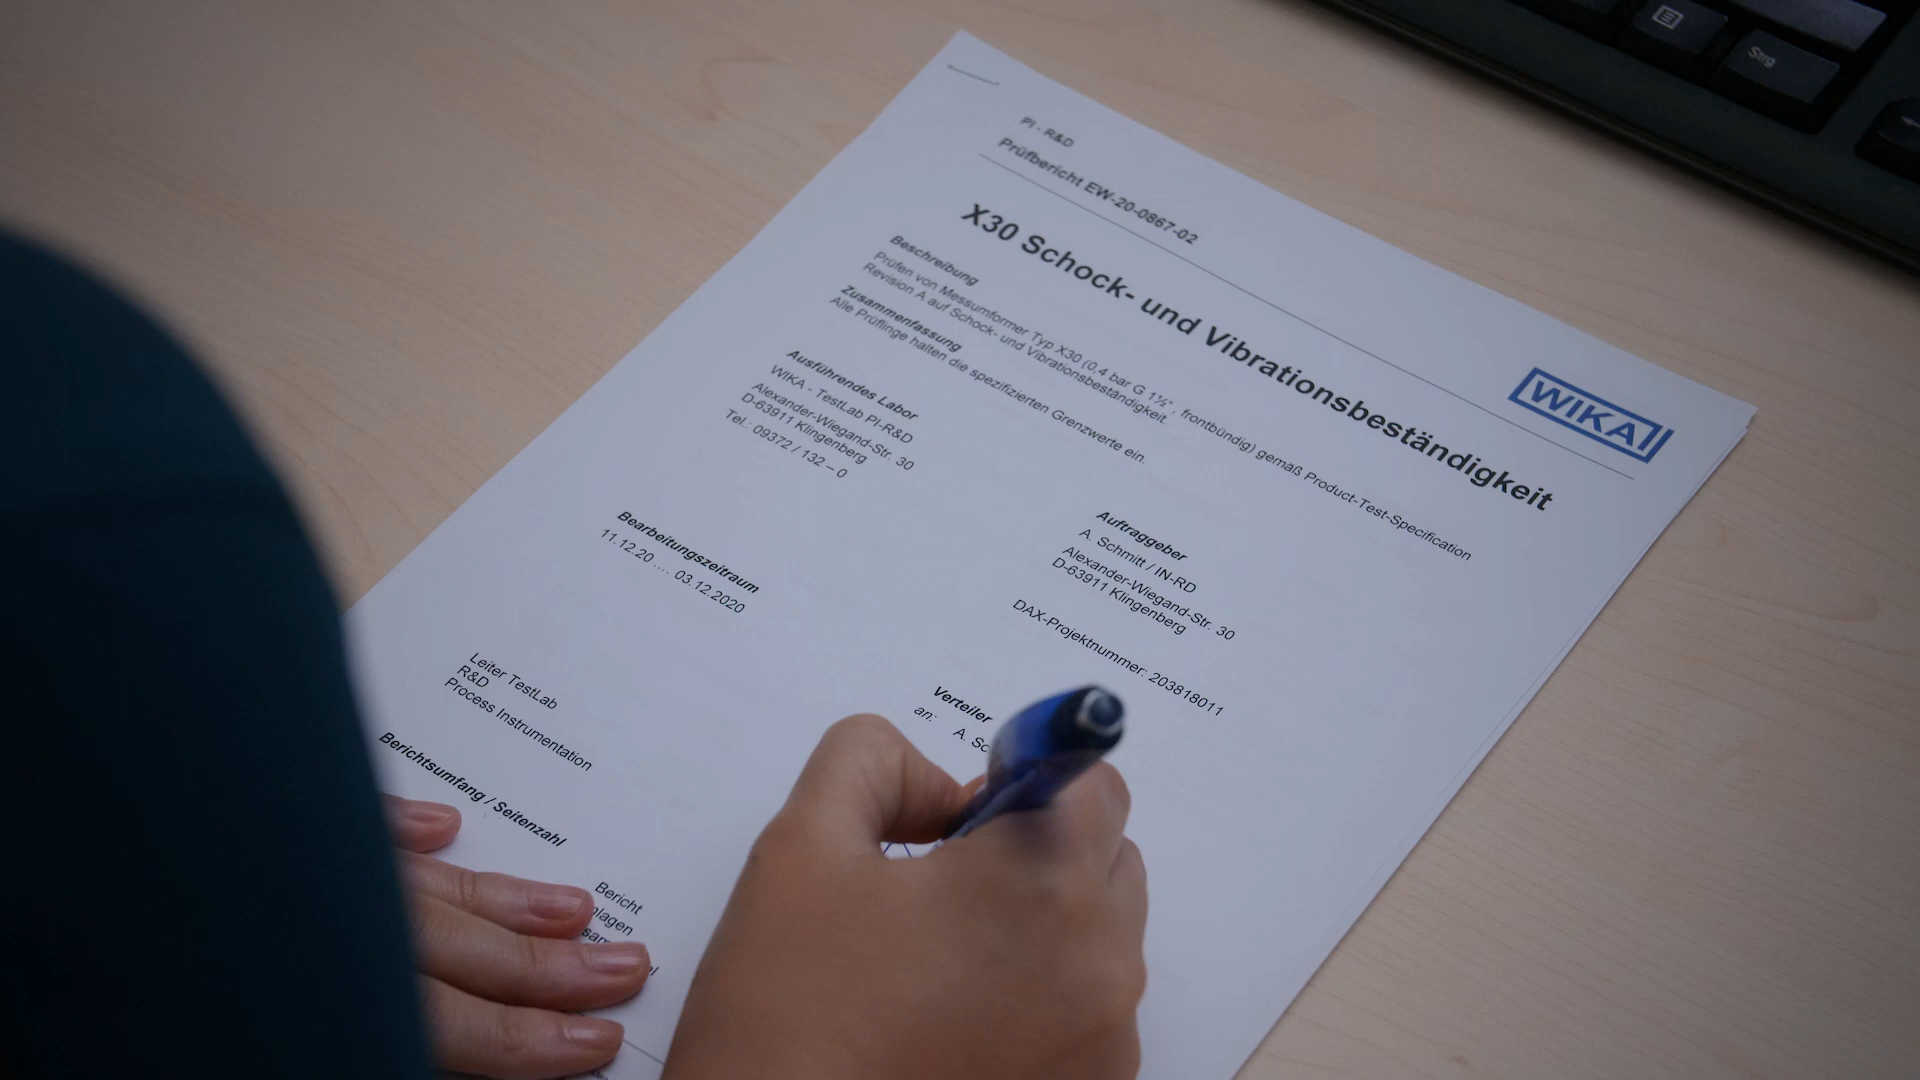 PI - R&D
Prüfbericht EW-20-0867-02
X30 Schock- und Vibrationsbeständigkeit
WIKA
Beschreibung
Prüfen von Messumformer Typ X30 (0,4 bar G 1½", frontbündig) gemäß Product-Test-Specification
Revision A auf Schock- und Vibrationsbeständigkeit.
Zusammenfassung
Alle Prüflinge halten die spezifizierten Grenzwerte ein.
Ausführendes Labor
WIKA - TestLab PI-R&D
Alexander-Wiegand-Str. 30
D-63911 Klingenberg
Tel.: 09372 / 132 – 0
Auftraggeber
A. Schmitt / IN-RD
Alexander-Wiegand-Str. 30
D-63911 Klingenberg
DAX-Projektnummer: 203818011
Bearbeitungszeitraum
11.12.20 .... 03.12.2020
Verteiler
an:
A. Sc
Leiter TestLab
R&D
Process Instrumentation
Berichtsumfang / Seitenzahl
Bericht
nlagen
Strg